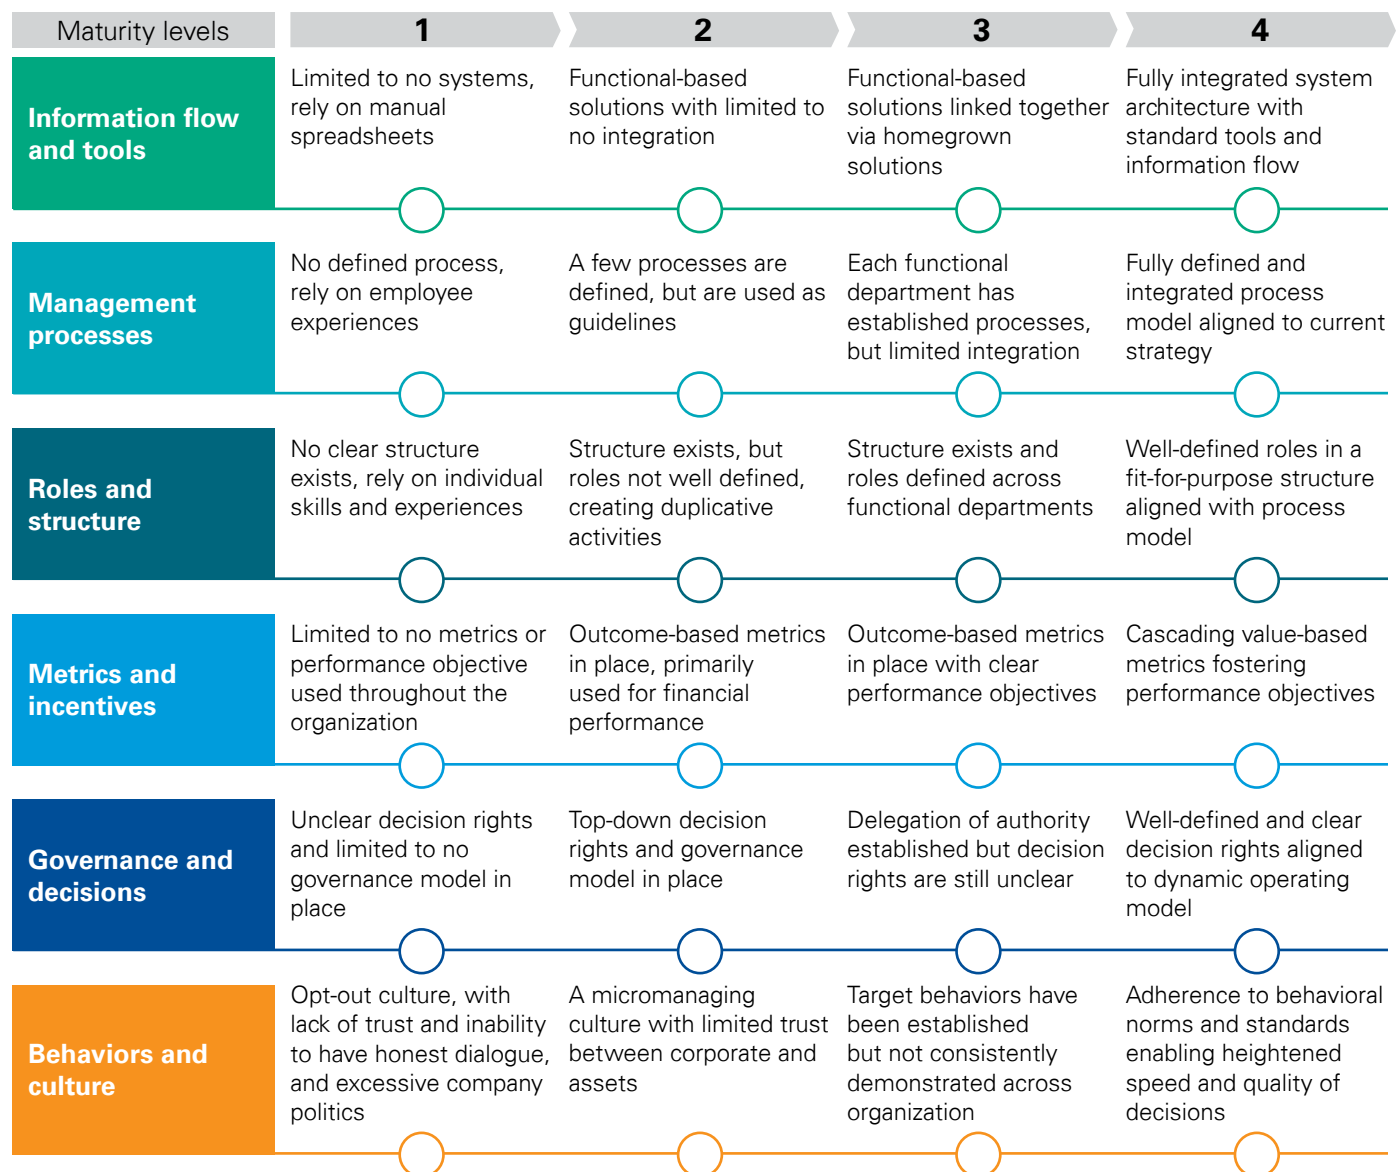 Maturity levels
1
2
3
4
Information flow
and tools
Limited to no systems,
rely on manual
spreadsheets
Functional-based
solutions with limited to
no integration
Functional-based
solutions linked together
via homegrown
solutions
Fully integrated system
architecture with
standard tools and
information flow
Management
processes
No defined process,
rely on employee
experiences
A few processes are
defined, but are used as
guidelines
Each functional
department has
established processes,
but limited integration
Fully defined and
integrated process
model aligned to current
strategy
Roles and
structure
No clear structure
exists, rely on individual
skills and experiences
Structure exists, but
roles not well defined,
creating duplicative
activities
Structure exists and
roles defined across
functional departments
Well-defined roles in a
fit-for-purpose structure
aligned with process
model
Metrics and
incentives
Limited to no metrics or
performance objective
used throughout the
organization
Outcome-based metrics
in place, primarily
used for financial
performance
Outcome-based metrics
in place with clear
performance objectives
Cascading value-based
metrics fostering
performance objectives
Governance and
decisions
Unclear decision rights
and limited to no
governance model in
place
Top-down decision
rights and governance
model in place
Delegation of authority
established but decision
rights are still unclear
Well-defined and clear
decision rights aligned
to dynamic operating
model
Behaviors and
culture
Opt-out culture, with
lack of trust and inability
to have honest dialogue,
and excessive company
politics
A micromanaging
culture with limited trust
between corporate and
assets
Target behaviors have
been established
but not consistently
demonstrated across
organization
Adherence to behavioral
norms and standards
enabling heightened
speed and quality of
decisions